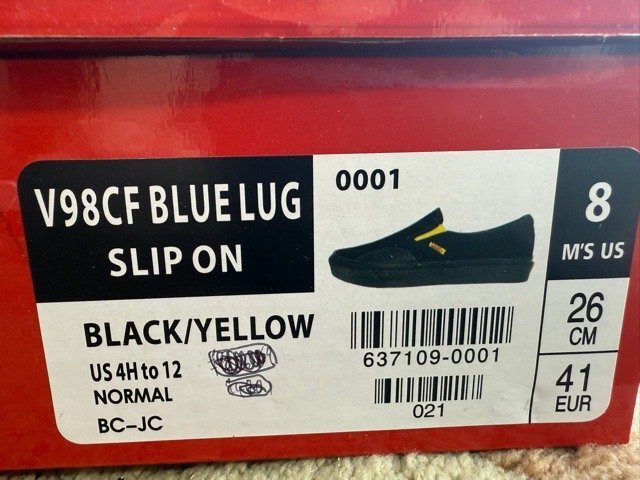 V98CF BLUE LUG
SLIP ON
0001
8
M'S US
BLACK/YELLOW
US 4H to 12
NORMAL
BC-JC
637109-0001
021
26
CM
41
EUR